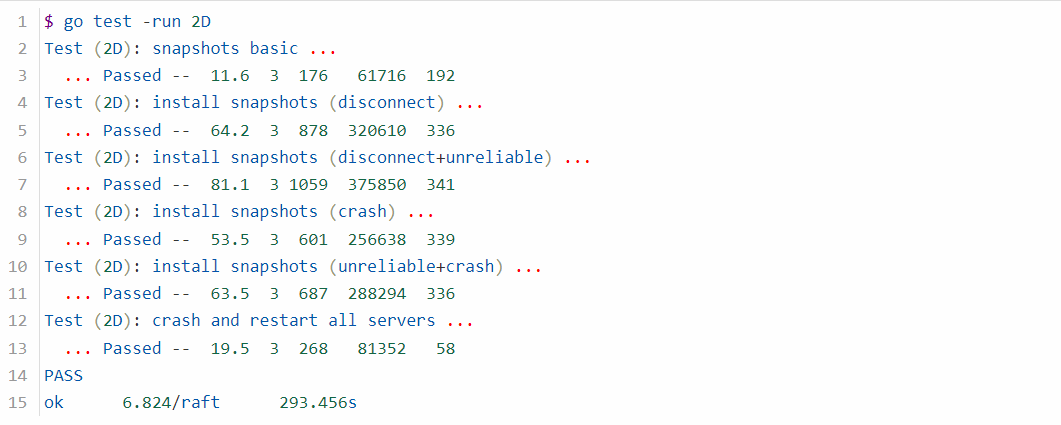 1 $ go test -run 2D
2 Test (2D): snapshots basic ...
3   ... Passed --  11.6  3  176   61716  192
4 Test (2D): install snapshots (disconnect) ...
5   ... Passed --  64.2  3  878  320610  336
6 Test (2D): install snapshots (disconnect+unreliable) ...
7   ... Passed --  81.1  3 1059  375850  341
8 Test (2D): install snapshots (crash) ...
9   ... Passed --  53.5  3  601  256638  339
10 Test (2D): install snapshots (unreliable+crash) ...
11   ... Passed --  63.5  3  687  288294  336
12 Test (2D): crash and restart all servers ...
13   ... Passed --  19.5  3  268   81352   58
14 PASS
15 ok      6.824/raft      293.456s